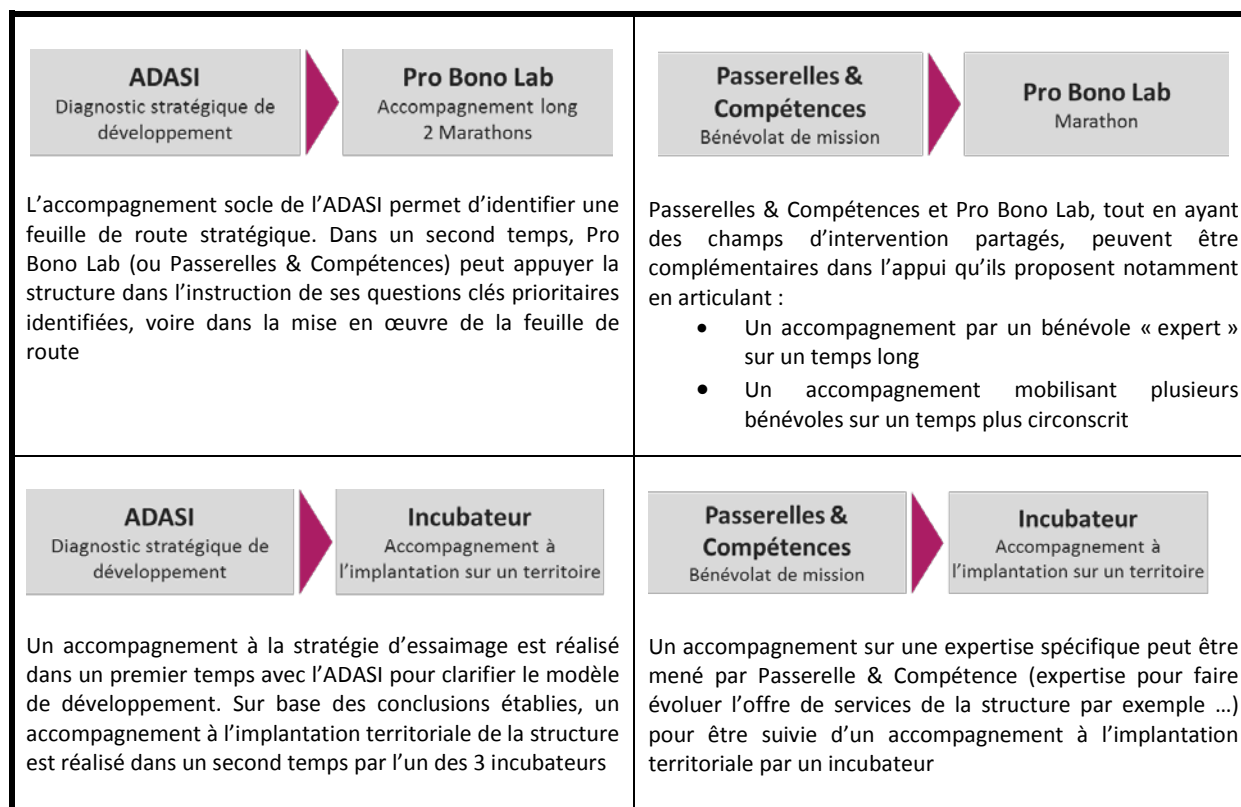 ADASI
Diagnostic stratégique de
développement
Pro Bono Lab
Accompagnement long
2 Marathons
L’accompagnement socle de l’ADASI permet d’identifier une
feuille de route stratégique. Dans un second temps, Pro
Bono Lab (ou Passerelles & Compétences) peut appuyer la
structure dans l’instruction de ses questions clés prioritaires
identifiées, voire dans la mise en œuvre de la feuille de
route
Passerelles &
Compétences
Bénévolat de mission
Pro Bono Lab
Marathon
Passerelles & Compétences et Pro Bono Lab, tout en ayant
des champs d’intervention partagés, peuvent être
complémentaires dans l’appui qu’ils proposent notamment
en articulant :
• Un accompagnement par un bénévole « expert »
sur un temps long
• Un accompagnement mobilisant plusieurs
bénévoles sur un temps plus circonscrit
ADASI
Diagnostic stratégique de
développement
Incubateur
Accompagnement à
l’implantation sur un territoire
Un accompagnement à la stratégie d’essaimage est réalisé
dans un premier temps avec l’ADASI pour clarifier le modèle
de développement. Sur base des conclusions établies, un
accompagnement à l’implantation territoriale de la structure
est réalisé dans un second temps par l’un des 3 incubateurs
Passerelles &
Compétences
Bénévolat de mission
Incubateur
Accompagnement à
l’implantation sur un territoire
Un accompagnement sur une expertise spécifique peut être
mené par Passerelle & Compétence (expertise pour faire
évoluer l’offre de services de la structure par exemple …)
pour être suivie d’un accompagnement à l’implantation
territoriale par un incubateur